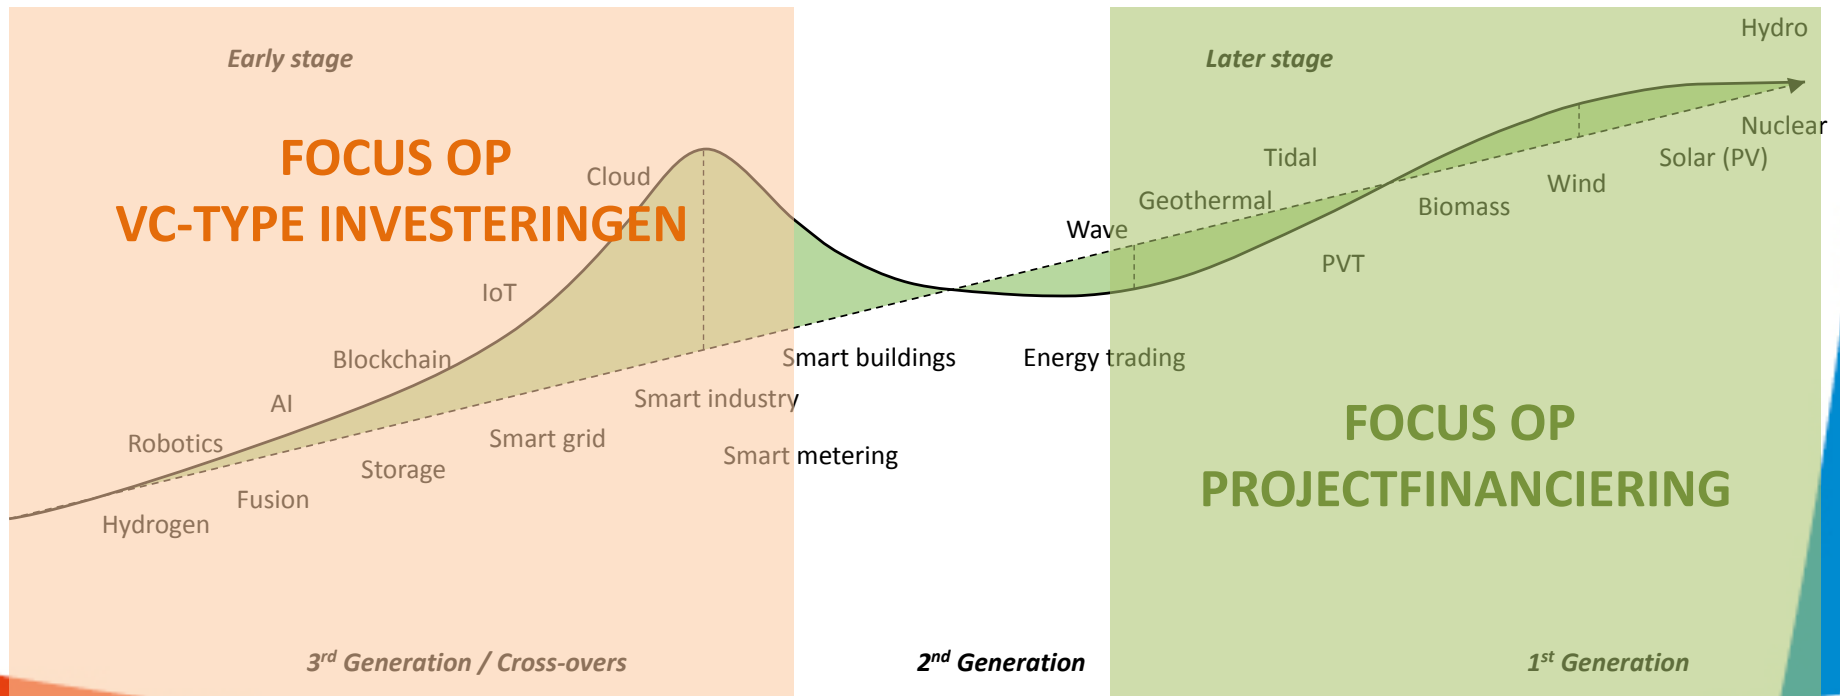 Early stage
Later stage
Hydro
FOCUS OP
VC-TYPE INVESTERINGEN
Cloud
IoT
Blockchain
AI
Robotics
Hydrogen
Fusion
Storage
Smart grid
Smart industry
Smart metering
Smart buildings
Energy trading
Wave
Geothermal
Tidal
PVT
Biomass
Wind
Solar (PV)
Nuclear
FOCUS OP
PROJECTFINANCIERING
3rd Generation / Cross-overs
2nd Generation
1st Generation